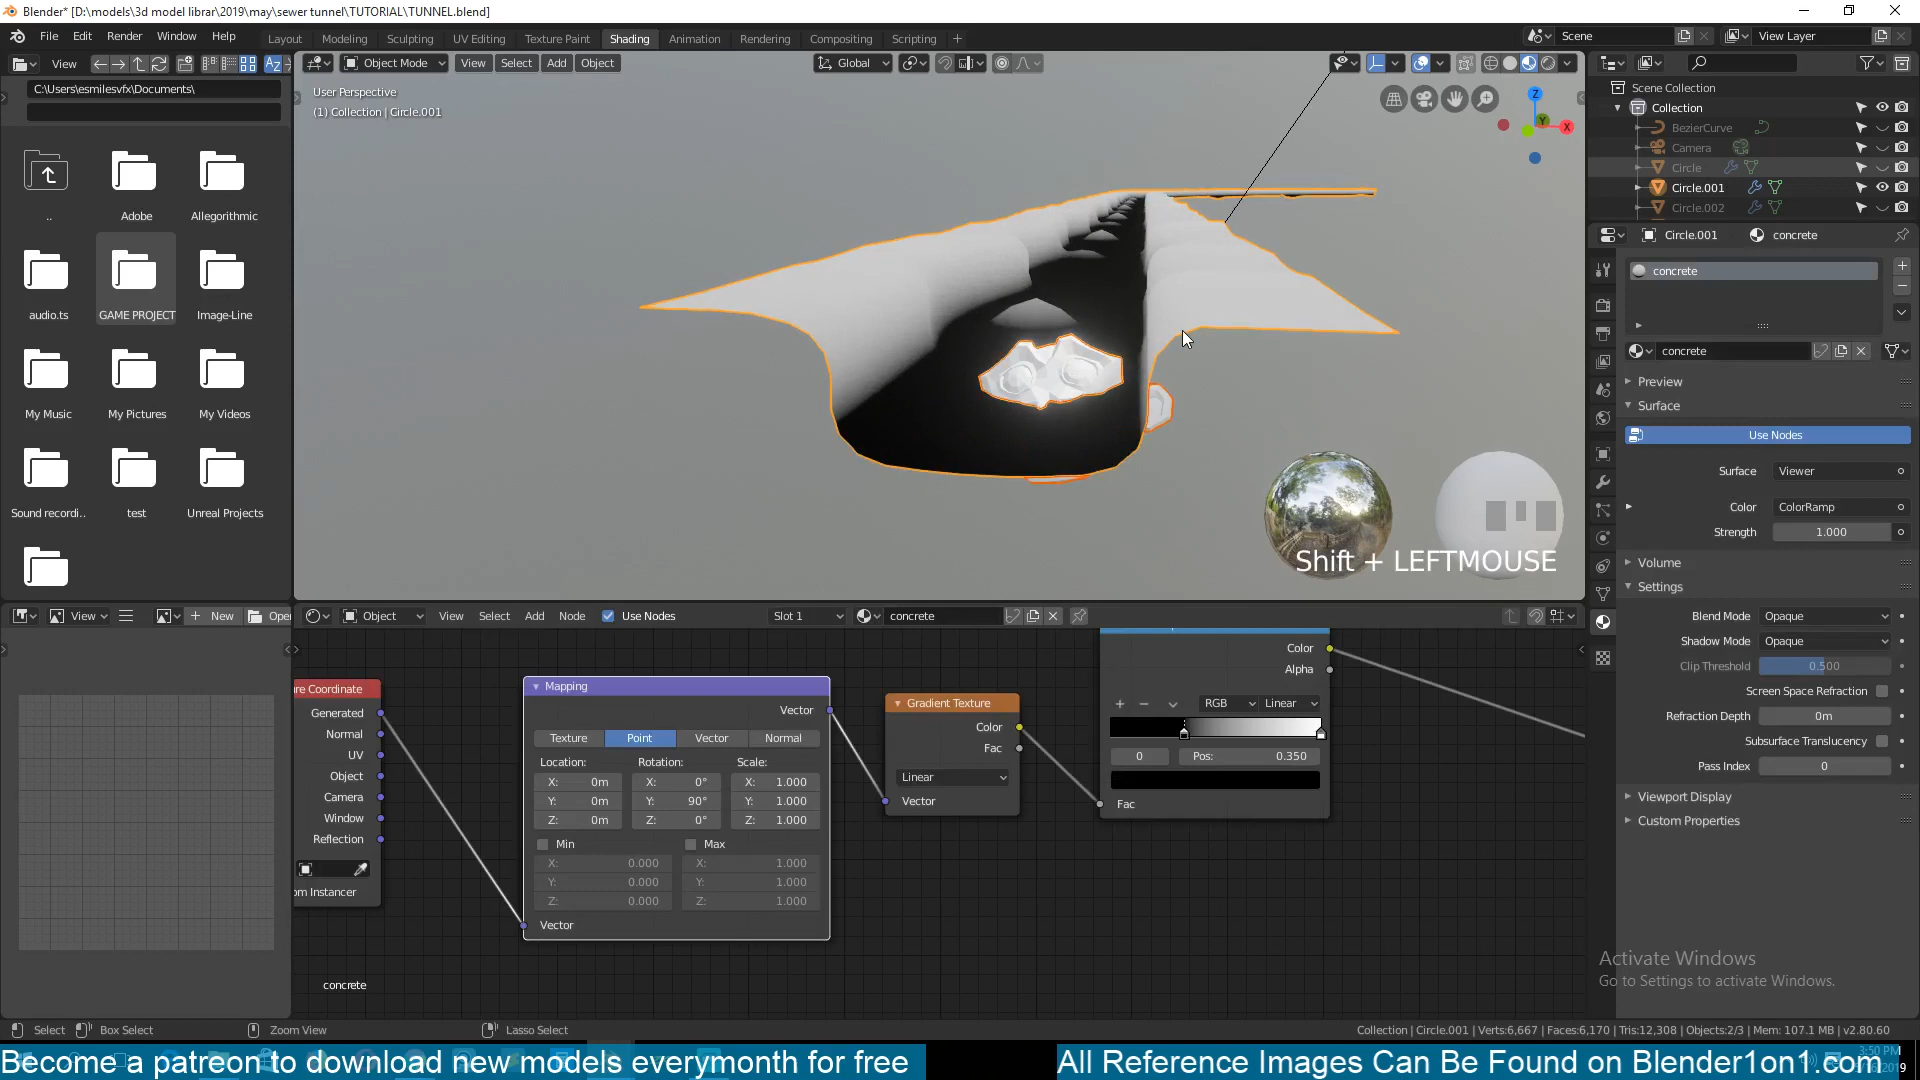 Blender* [D:\models\3d model librar\2019\may\sewer tunnel\TUTORIAL\TUNNEL.blend]
File Edit Render Window Help
Layout Modeling Sculpting UV Editing Texture Paint Shading Animation Rendering Compositing Scripting +
Scene
View Layer
View
Object Mode View Select Add Object
Global
C:\Users\esmilesvfx\Documents\
..
Adobe
Allegorithmic
audio.ts
GAME PROJECT
Image-Line
My Music
My Pictures
My Videos
Sound recordi..
test
Unreal Projects
User Perspective
(1) Collection | Circle.001
Z
Y
X
Shift + LEFTMOUSE
Scene Collection
Collection
BezierCurve
Camera
Circle
Circle.001
Circle.002
Circle.001 concrete
concrete
concrete
Preview
Surface
Use Nodes
Surface Viewer
Color ColorRamp
Strength 1.000
Volume
Settings
Blend Mode Opaque
Shadow Mode Opaque
Clip Threshold 0.500
Screen Space Refraction
Refraction Depth 0m
Subsurface Translucency
Pass Index 0
Viewport Display
Custom Properties
View + New Open
Object View Select Add Node Use Nodes Slot 1 concrete
re Coordinate
Generated
Normal
UV
Object
Camera
Window
Reflection
om Instancer
Mapping
Vector
Texture Point Vector Normal
Location: Rotation: Scale:
X: 0m X: 0° X: 1.000
Y: 0m Y: 90° Y: 1.000
Z: 0m Z: 0° Z: 1.000
Min Max
X: 0.000 X: 1.000
Y: 0.000 Y: 1.000
Z: 0.000 Z: 1.000
Vector
Gradient Texture
Color
Fac
Linear
Vector
Color
Alpha
RGB Linear
0 Pos: 0.350
Fac
concrete
Activate Windows
Go to Settings to activate Windows.
Select Box Select Zoom View Lasso Select
Collection | Circle.001 | Verts:6,667 | Faces:6,170 | Tris:12,308 | Objects:2/3 | Mem: 107.1 MB | v2.80.60
Become a patreon to download new models everymonth for free
All Reference Images Can Be Found on Blender1on1.com
3:50 PM